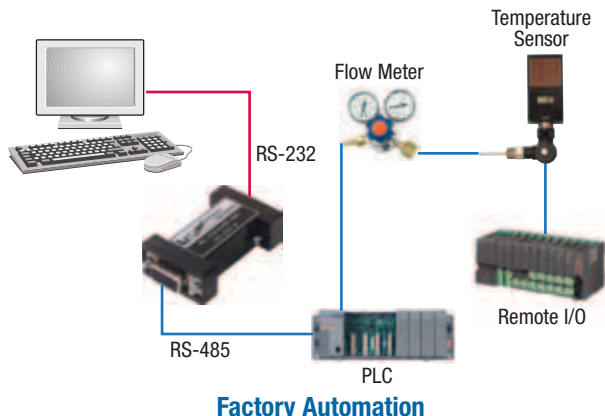 Temperature
Sensor
Flow Meter
RS-232
Remote I/O
RS-485
PLC
Factory Automation